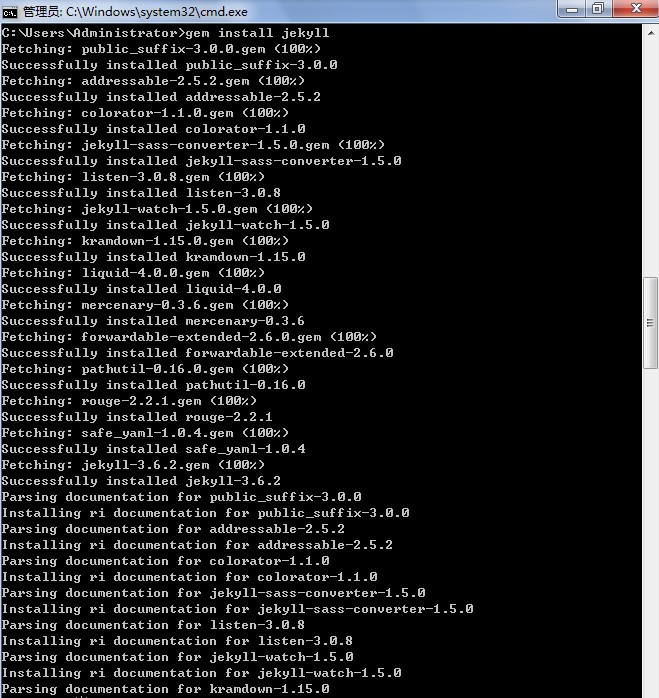 管理员: C:\Windows\system32\cmd.exe
C:\Users\Administrator>gem install jekyll
Fetching: public_suffix-3.0.0.gem (100%)
Successfully installed public_suffix-3.0.0
Fetching: addressable-2.5.2.gem (100%)
Successfully installed addressable-2.5.2
Fetching: colorator-1.1.0.gem (100%)
Successfully installed colorator-1.1.0
Fetching: jekyll-sass-converter-1.5.0.gem (100%)
Successfully installed jekyll-sass-converter-1.5.0
Fetching: listen-3.0.8.gem (100%)
Successfully installed listen-3.0.8
Fetching: jekyll-watch-1.5.0.gem (100%)
Successfully installed jekyll-watch-1.5.0
Fetching: kramdown-1.15.0.gem (100%)
Successfully installed kramdown-1.15.0
Fetching: liquid-4.0.0.gem (100%)
Successfully installed liquid-4.0.0
Fetching: mercenary-0.3.6.gem (100%)
Successfully installed mercenary-0.3.6
Fetching: forwardable-extended-2.6.0.gem (100%)
Successfully installed forwardable-extended-2.6.0
Fetching: pathutil-0.16.0.gem (100%)
Successfully installed pathutil-0.16.0
Fetching: rouge-2.2.1.gem (100%)
Successfully installed rouge-2.2.1
Fetching: safe_yaml-1.0.4.gem (100%)
Successfully installed safe_yaml-1.0.4
Fetching: jekyll-3.6.2.gem (100%)
Successfully installed jekyll-3.6.2
Parsing documentation for public_suffix-3.0.0
Installing ri documentation for public_suffix-3.0.0
Parsing documentation for addressable-2.5.2
Installing ri documentation for addressable-2.5.2
Parsing documentation for colorator-1.1.0
Installing ri documentation for colorator-1.1.0
Parsing documentation for jekyll-sass-converter-1.5.0
Installing ri documentation for jekyll-sass-converter-1.5.0
Parsing documentation for listen-3.0.8
Installing ri documentation for listen-3.0.8
Parsing documentation for jekyll-watch-1.5.0
Installing ri documentation for jekyll-watch-1.5.0
Parsing documentation for kramdown-1.15.0